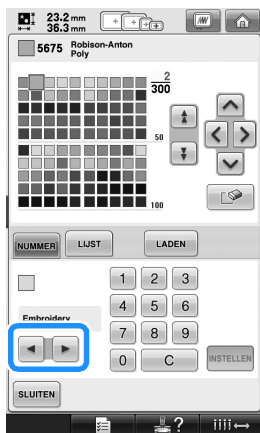 23.2 mm
36.3 mm
5675 Robison-Anton
Poly
2
300
50
100
NUMMER LIJST LADEN
1 2 3
Embroidery
4 5 6
7 8 9
0 C INSTELLEN
SLUITEN
?